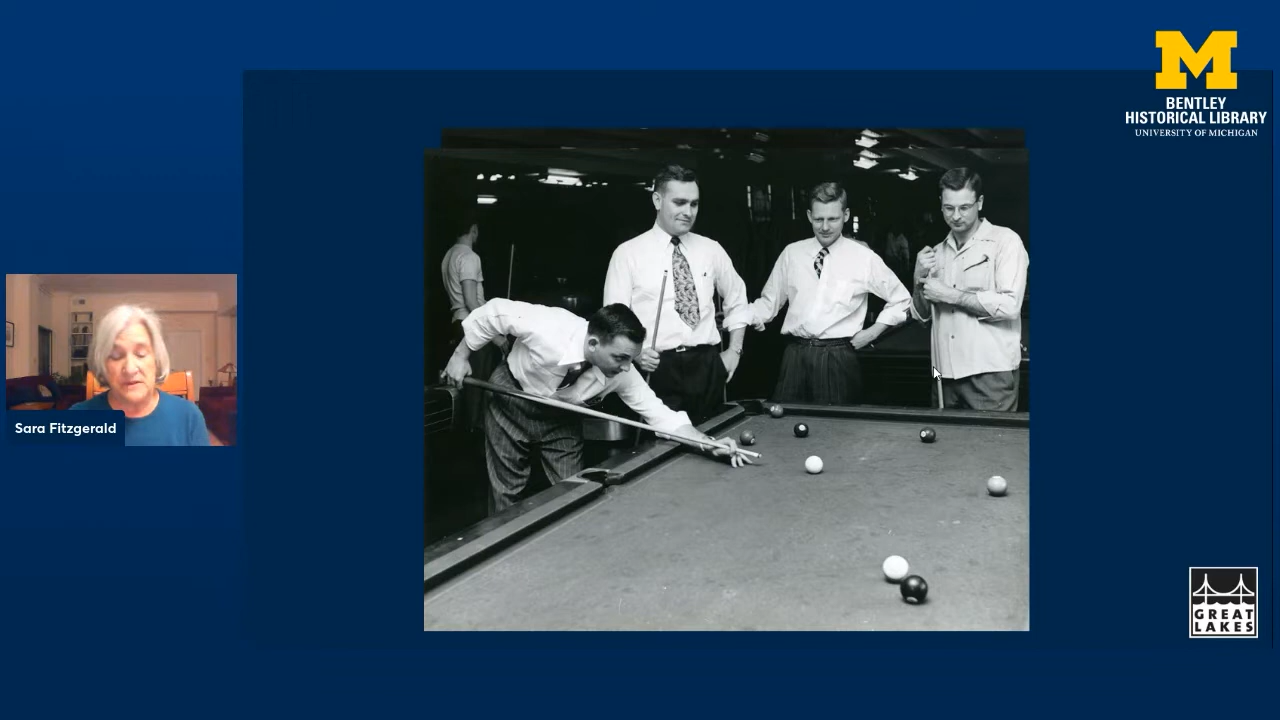 M
BENTLEY
HISTORICAL LIBRARY
UNIVERSITY OF MICHIGAN
Sara Fitzgerald
GREAT
LAKES